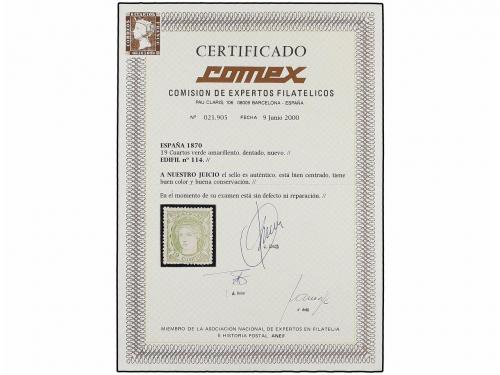 CERTIFICADO
comex
COMISION DE EXPERTOS FILATELICOS
PAU CLARIS, 106 08009 BARCELONA - ESPAÑA
Nº 021.905 FECHA 9 Junio 2000
ESPAÑA 1870
19 Cuartos verde amarillento, dentado, nuevo. //
EDIFIL nº 114. //
A NUESTRO JUICIO el sello es auténtico, está bien centrado, tiene
buen color y buena conservación. //
En el momento de su examen está sin defecto ni reparación. //
MIEMBRO DE LA ASOCIACION NACIONAL DE EXPERTOS EN FILATELIA
E HISTORIA POSTAL ANEF